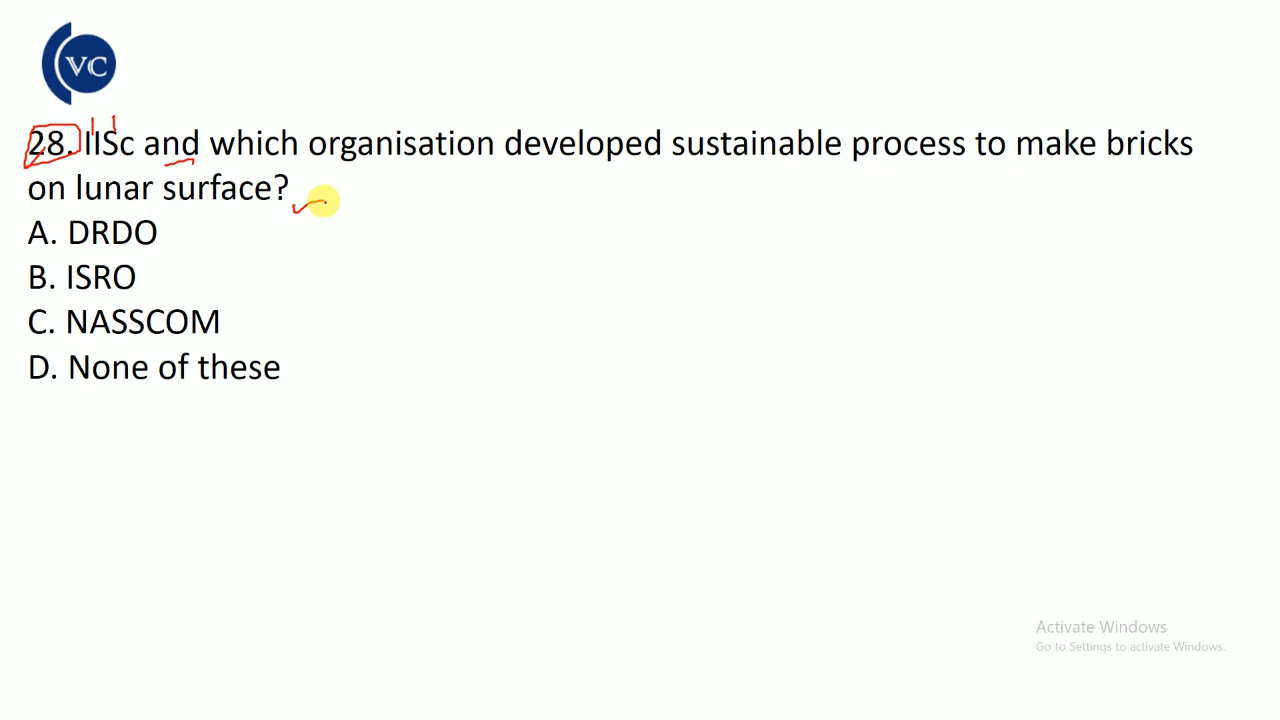 VC
28. IISc and which organisation developed sustainable process to make bricks
on lunar surface?
A. DRDO
B. ISRO
C. NASSCOM
D. None of these
Activate Windows
Go to Settings to activate Windows.